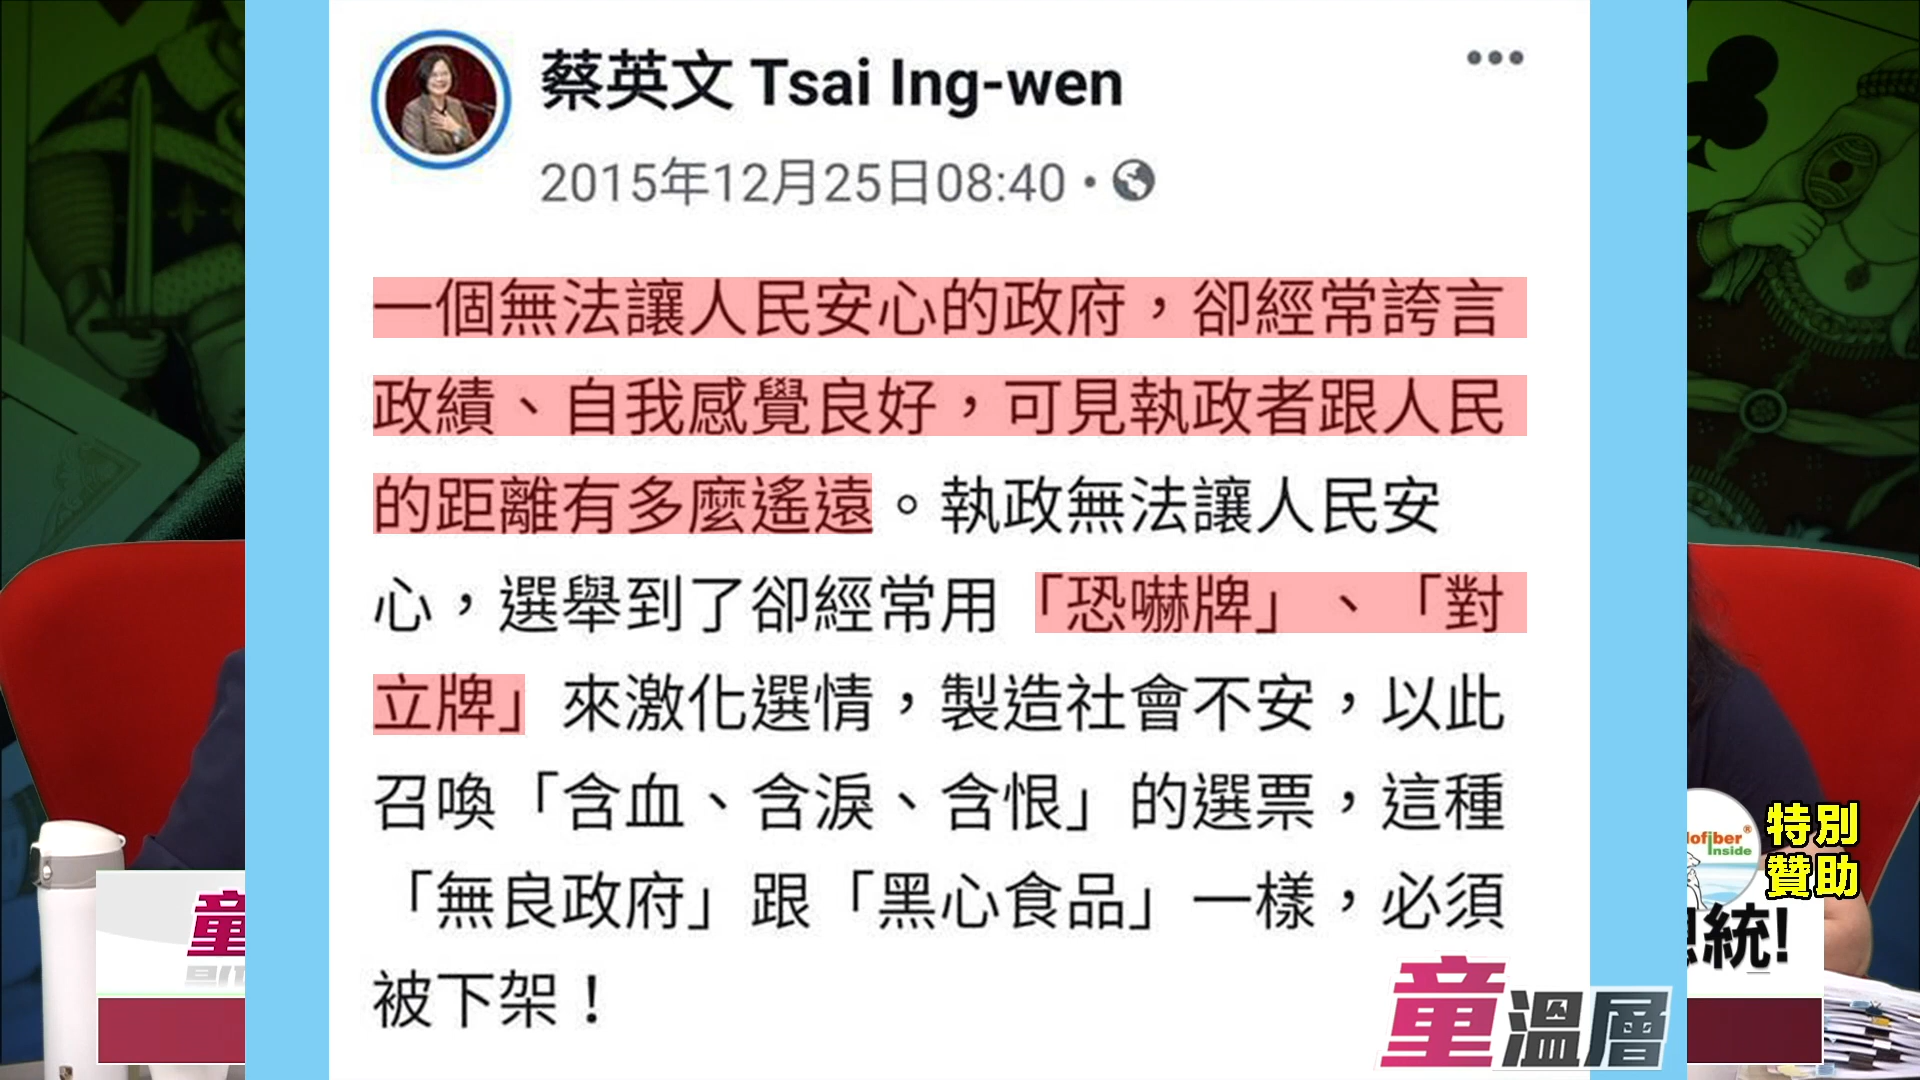 蔡英文 Tsai Ing-wen
2015年12月25日08:40
一個無法讓人民安心的政府，卻經常誇言
政績、自我感覺良好，可見執政者跟人民
的距離有多麼遙遠。執政無法讓人民安
心，選舉到了卻經常用「恐嚇牌」、「對
立牌」來激化選情，製造社會不安，以此
召喚「含血、含淚、含恨」的選票，這種
「無良政府」跟「黑心食品」一樣，必須
被下架！
童溫層
童
特別
贊助
Inside
統!